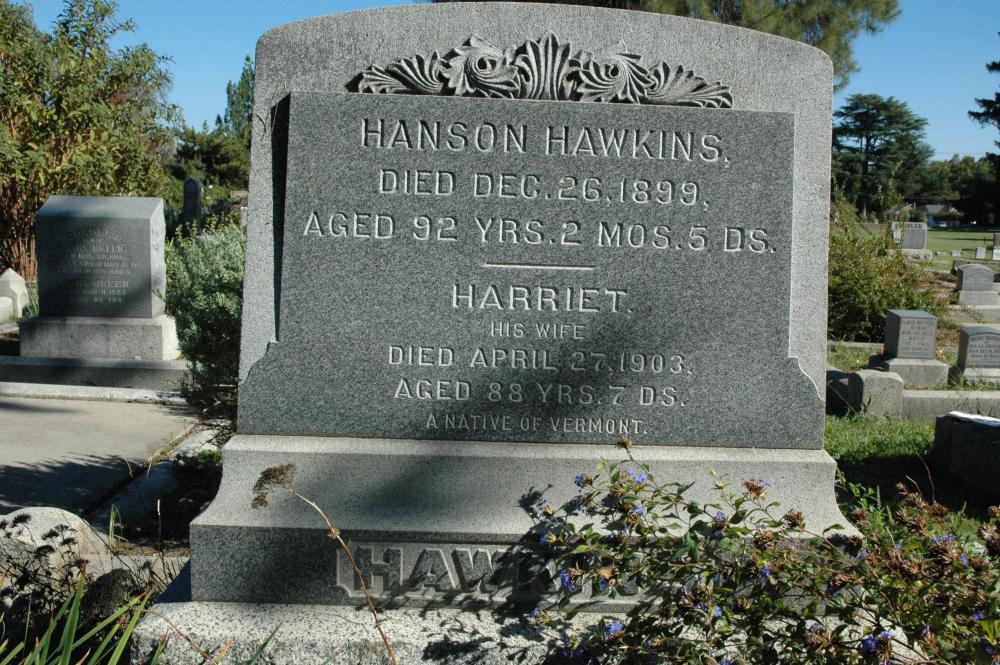 HANSON HAWKINS,
DIED DEC. 26, 1899,
AGED 92 YRS. 2 MOS. 5 DS.
HARRIET.
HIS WIFE
DIED APRIL 27, 1903.
AGED 88 YRS. 7 DS.
A NATIVE OF VERMONT.